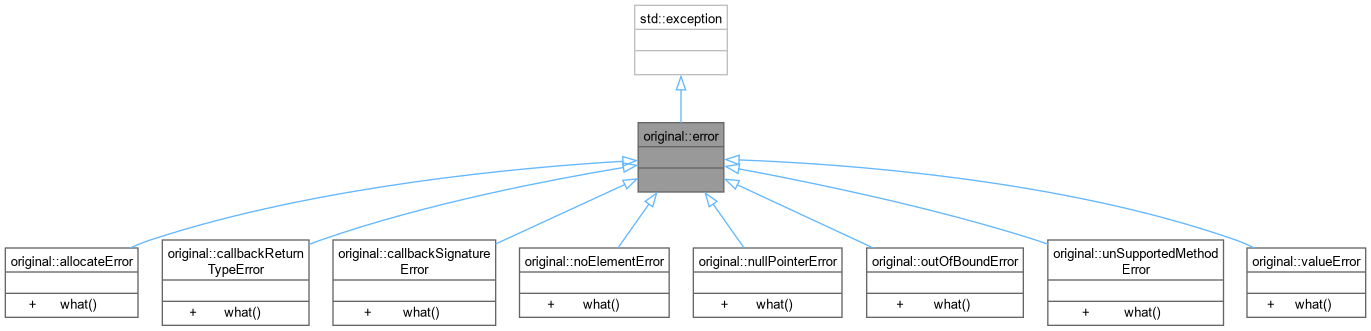 std::exception
original::error
original::allocateError
+ what()
original::callbackReturn
TypeError
+ what()
original::callbackSignature
Error
+ what()
original::noElementError
+ what()
original::nullPointerError
+ what()
original::outOfBoundError
+ what()
original::unSupportedMethod
Error
+ what()
original::valueError
+ what()